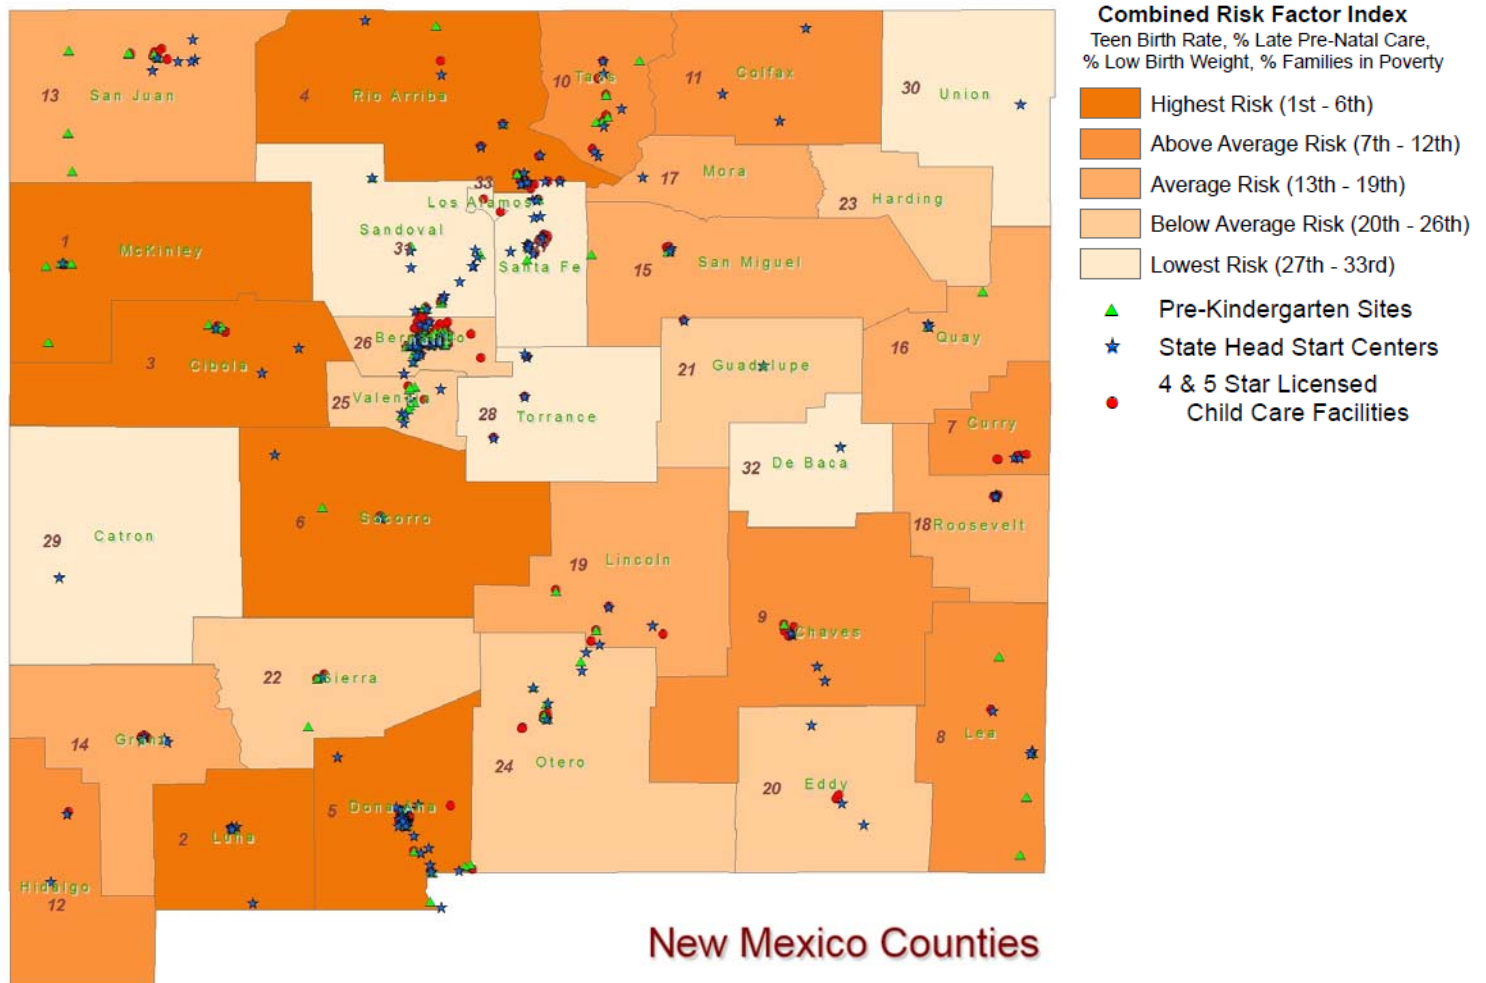 Combined Risk Factor Index
Teen Birth Rate, % Late Pre-Natal Care,
% Low Birth Weight, % Families in Poverty
Highest Risk (1st - 6th)
Above Average Risk (7th - 12th)
Average Risk (13th - 19th)
Below Average Risk (20th - 26th)
Lowest Risk (27th - 33rd)
Pre-Kindergarten Sites
State Head Start Centers
4 & 5 Star Licensed
Child Care Facilities
13 San Juan
4 Rio Arriba
10 Taos
11 Colfax
30 Union
17 Mora
23 Harding
33
Los Alamos
1 McKinley
Sandoval
31
Santa Fe
15 San Miguel
3 Cibola
26 Bernalillo
16 Quay
21 Guadalupe
25 Valencia
28 Torrance
7 Curry
32 De Baca
29 Catron
6 Socorro
18 Roosevelt
19 Lincoln
9 Chaves
22 Sierra
14 Grant
24 Otero
8 Lea
20 Eddy
5 Dona Ana
2 Luna
Hidalgo
12
New Mexico Counties